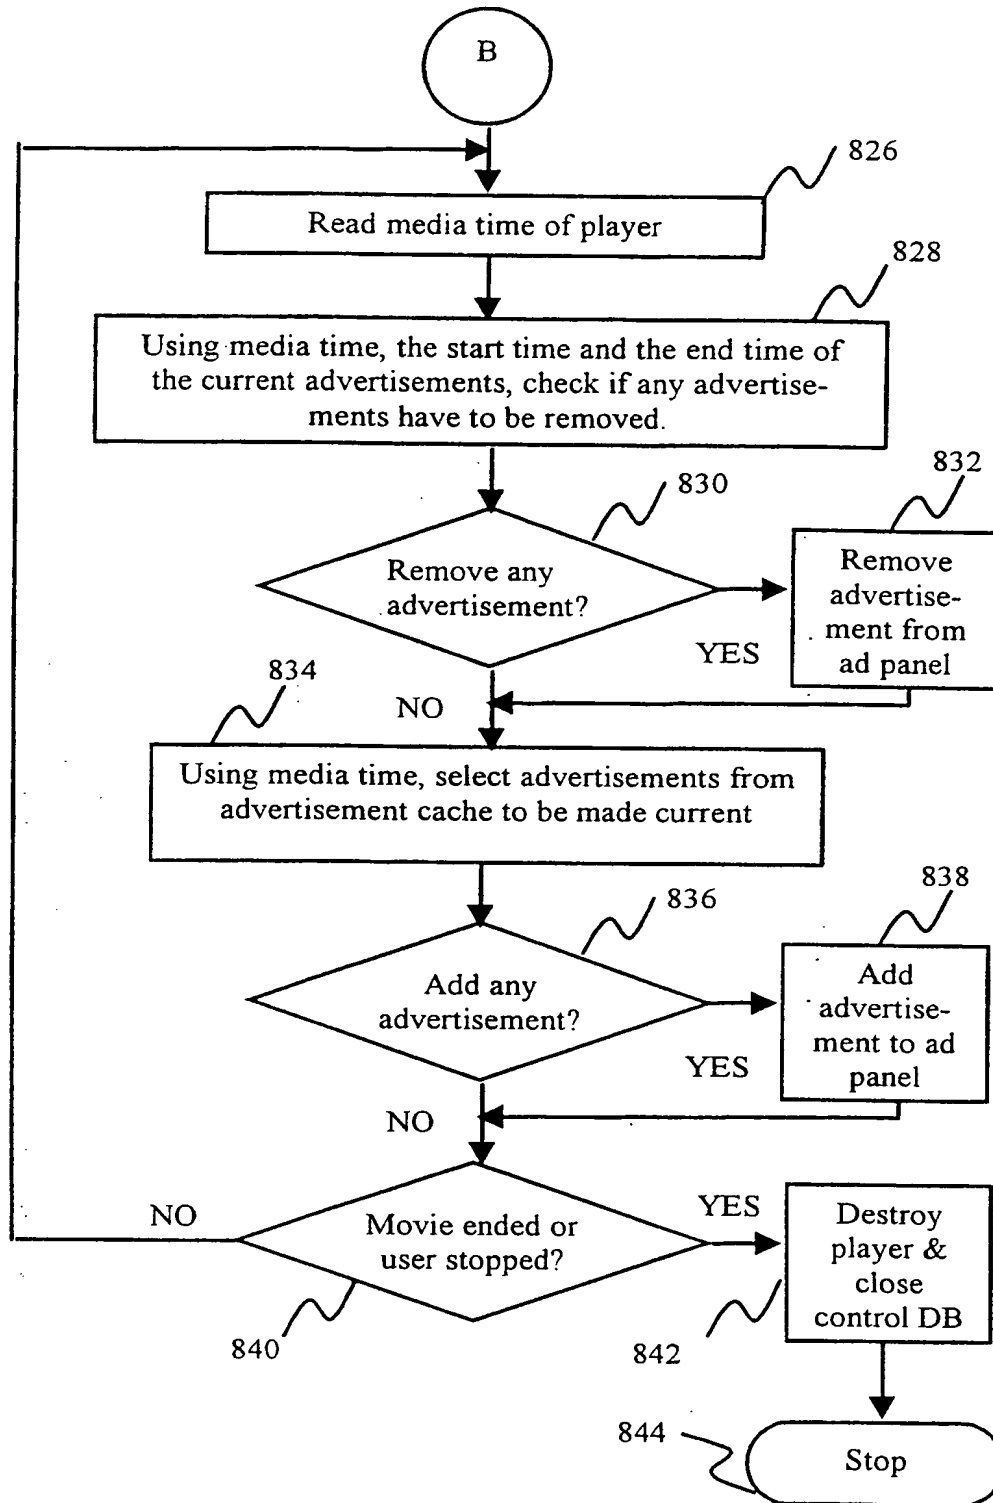 B
826
Read media time of player
828
Using media time, the start time and the end time of
the current advertisements, check if any advertise-
ments have to be removed.
830
832
Remove any
advertisement?
Remove
advertise-
ment from
ad panel
YES
834
NO
Using media time, select advertisements from
advertisement cache to be made current
836
838
Add any
advertisement?
Add
advertise-
ment to ad
panel
YES
NO
NO
Movie ended or
user stopped?
YES
Destroy
player &
close
control DB
840
842
844
Stop